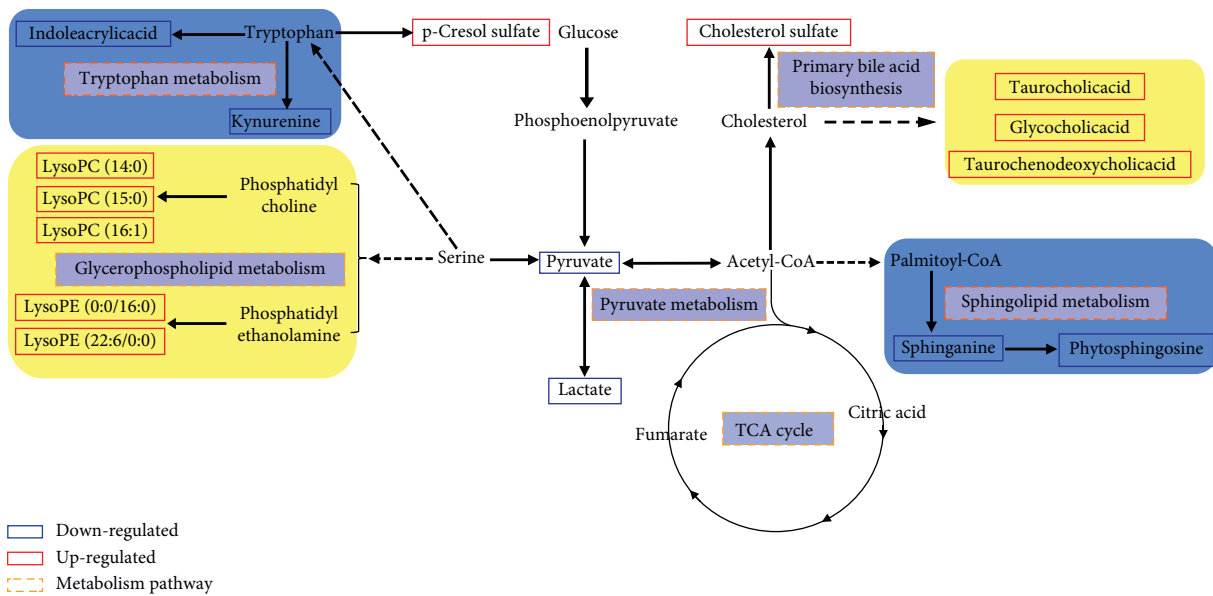 Indoleacrylicacid
Tryptophan
p-Cresol sulfate
Glucose
Cholesterol sulfate
Tryptophan metabolism
Primary bile acid
biosynthesis
Taurocholicacid
Kynurenine
Phosphoenolpyruvate
Cholesterol
Glycocholicacid
Taurochenodeoxycholicacid
LysoPC (14:0)
LysoPC (15:0)
LysoPC (16:1)
Phosphatidyl
choline
Glycerophospholipid metabolism
Serine
Pyruvate
Acetyl-CoA
Palmitoyl-CoA
Pyruvate metabolism
Sphingolipid metabolism
LysoPE (0:0/16:0)
LysoPE (22:6/0:0)
Phosphatidyl
ethanolamine
Sphinganine
Phytosphingosine
Lactate
Citric acid
Fumarate
TCA cycle
Down-regulated
Up-regulated
Metabolism pathway